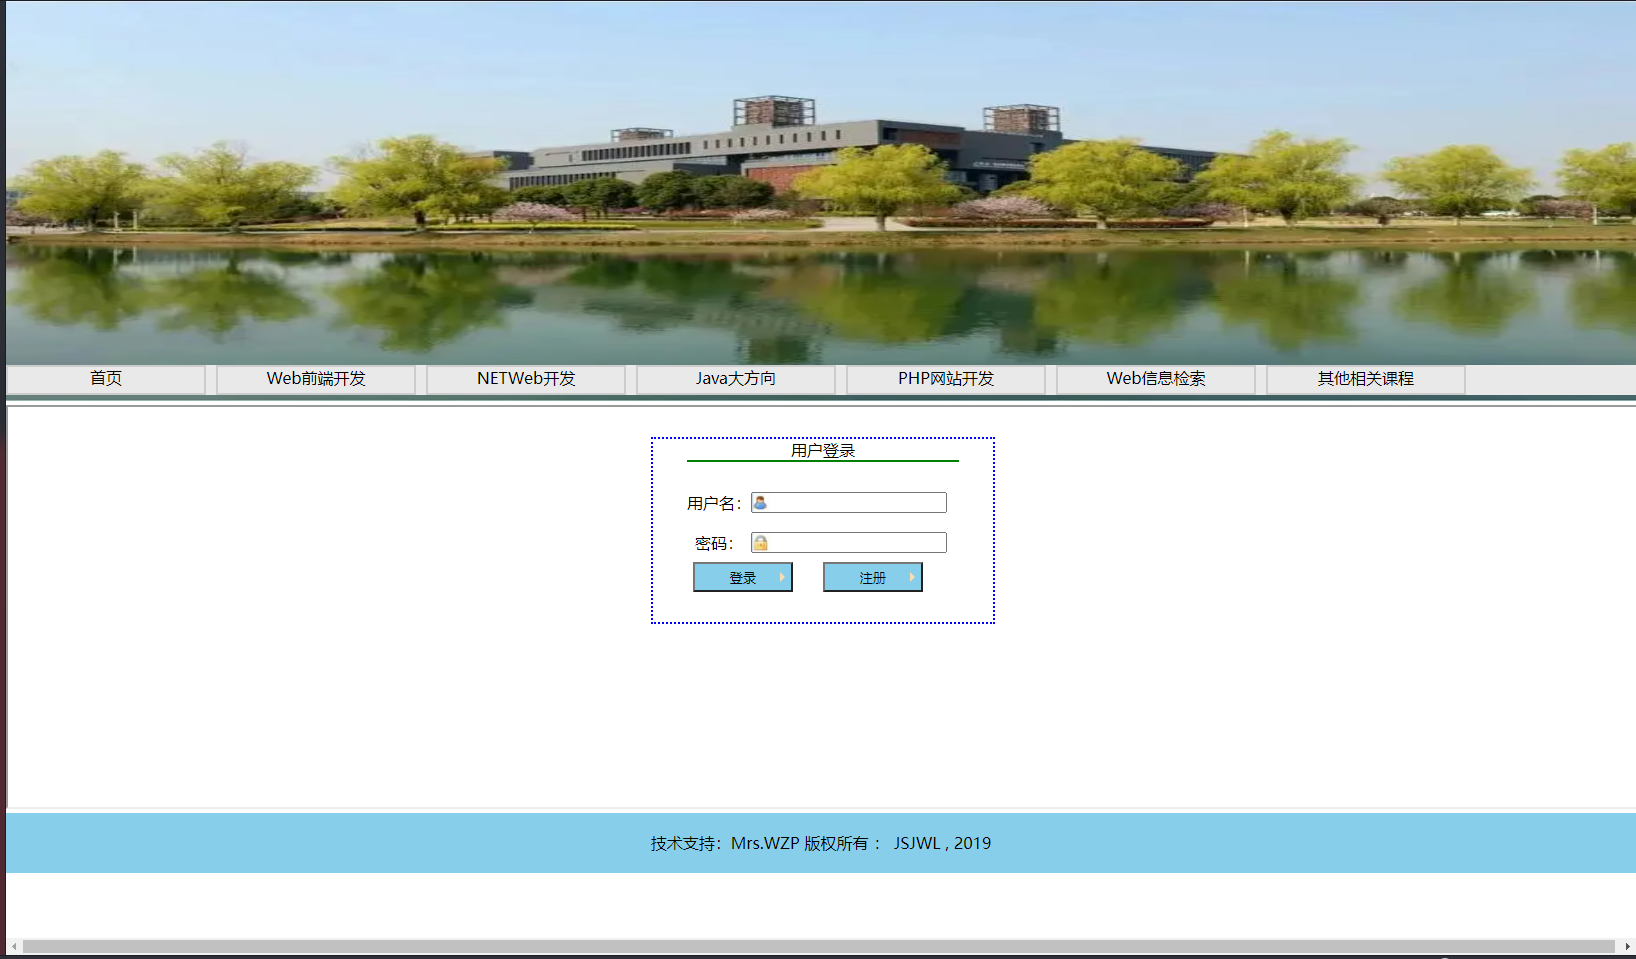 首页 Web前端开发 NETWeb开发 Java大方向 PHP网站开发 Web信息检索 其他相关课程
用户登录
用户名：
密码：
登录 注册
技术支持：Mrs.WZP 版权所有 ： JSJWL , 2019